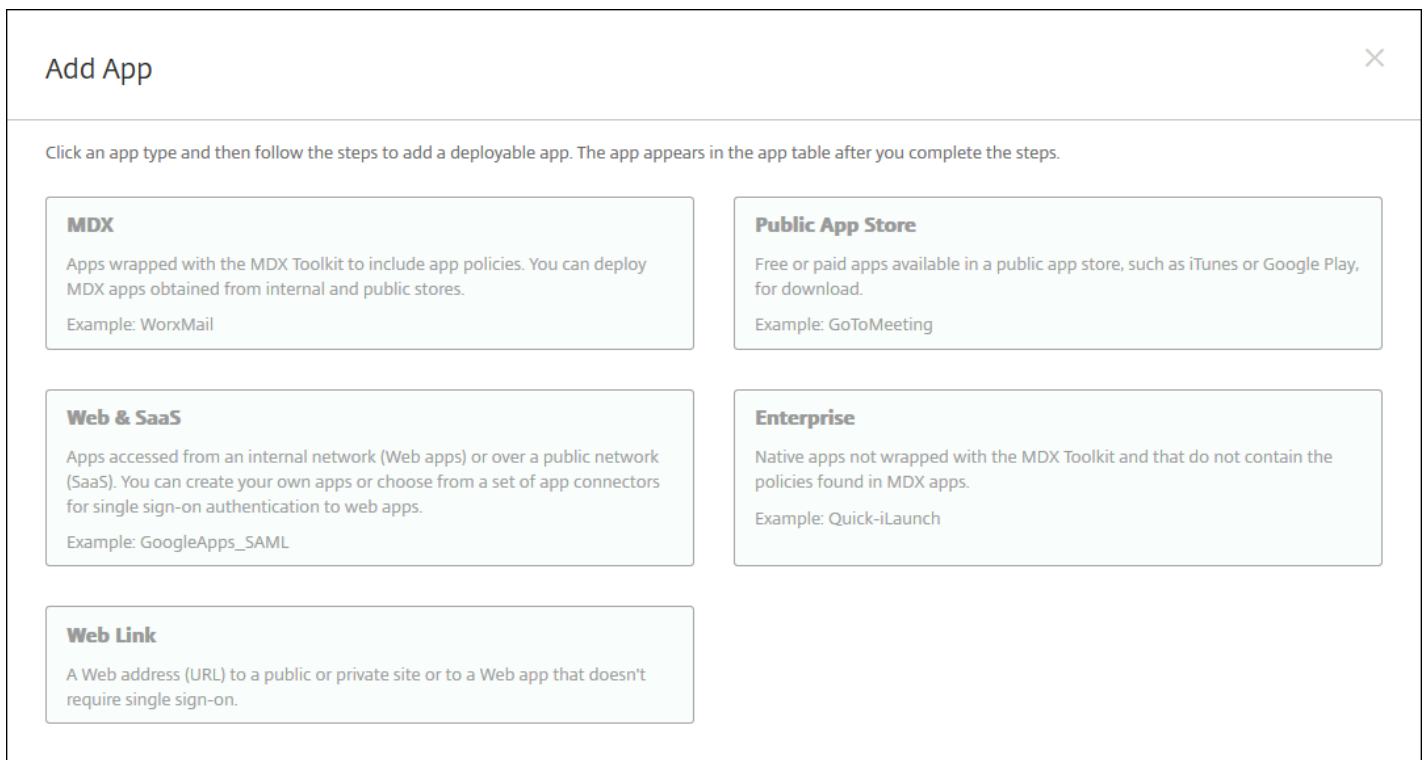 Add App
Click an app type and then follow the steps to add a deployable app. The app appears in the app table after you complete the steps.
MDX
Apps wrapped with the MDX Toolkit to include app policies. You can deploy
MDX apps obtained from internal and public stores.
Example: WorxMail
Public App Store
Free or paid apps available in a public app store, such as iTunes or Google Play,
for download.
Example: GoToMeeting
Web & SaaS
Apps accessed from an internal network (Web apps) or over a public network
(SaaS). You can create your own apps or choose from a set of app connectors
for single sign-on authentication to web apps.
Example: GoogleApps_SAML
Enterprise
Native apps not wrapped with the MDX Toolkit and that do not contain the
policies found in MDX apps.
Example: Quick-iLaunch
Web Link
A Web address (URL) to a public or private site or to a Web app that doesn't
require single sign-on.